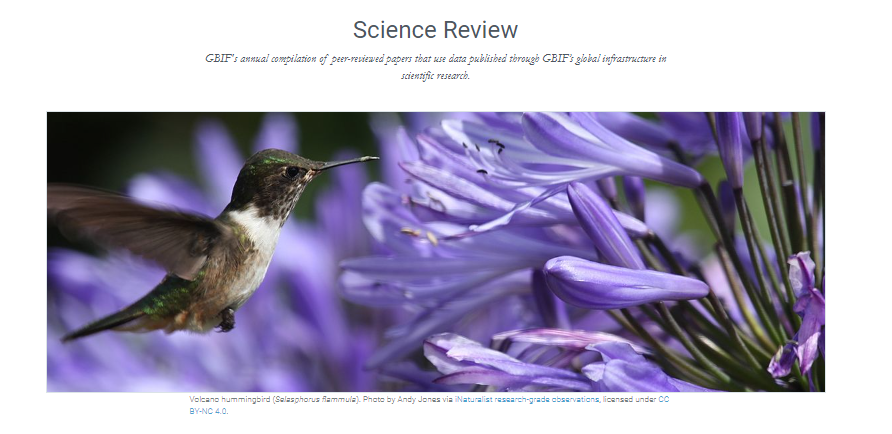 Science Review
GBIF's annual compilation of peer-reviewed papers that use data published through GBIF's global infrastructure in
scientific research.
Volcano hummingbird (Selasphorus flammula). Photo by Andy Jones via iNaturalist research-grade observations, licensed under CC
BY-NC 4.0.